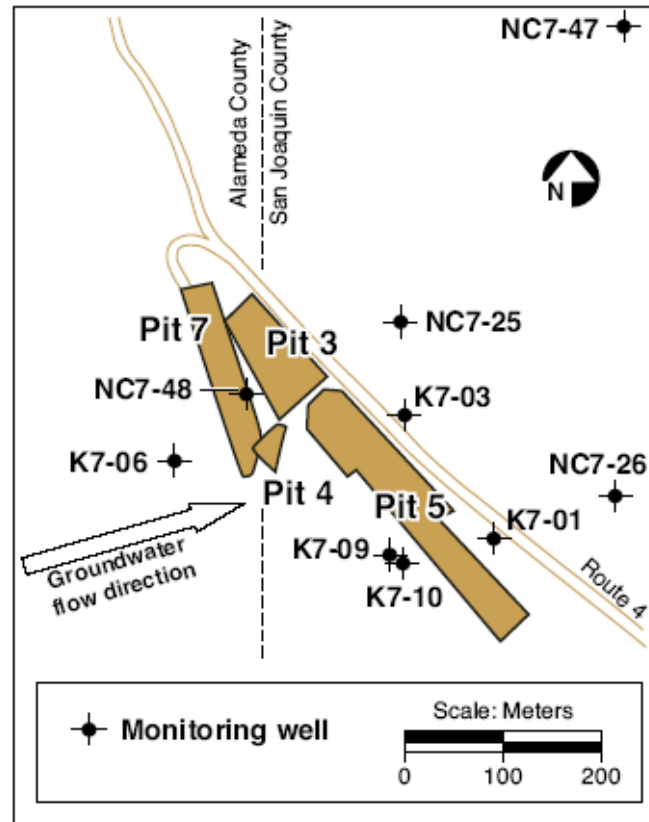 NC7-47
Alameda County
San Joaquin County
N
Pit 7
Pit 3
NC7-25
NC7-48
K7-03
K7-06
NC7-26
Pit 4
Pit 5
K7-01
Groundwater
flow direction
K7-09
K7-10
Route 4
Monitoring well
Scale: Meters
0 100 200